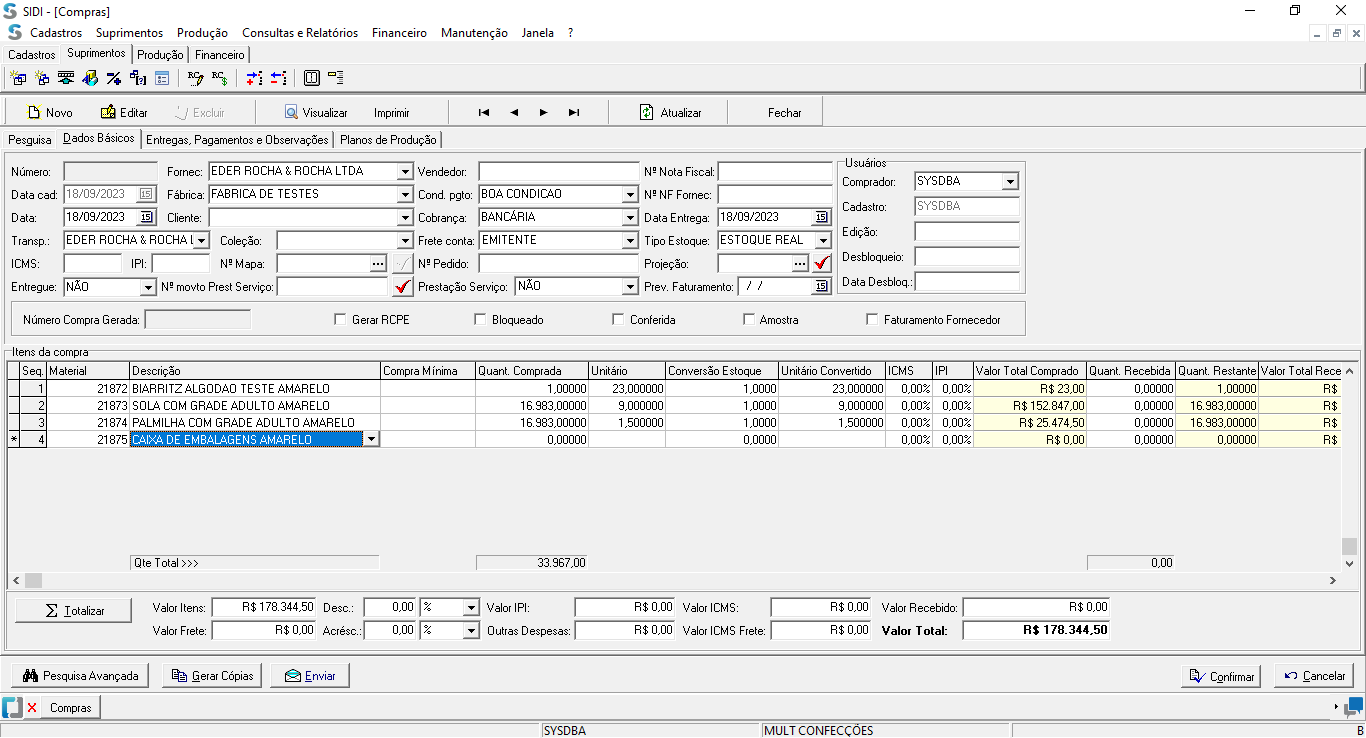 SIDI - [Compras]
Cadastros Suprimentos Produção Consultas e Relatórios Financeiro Manutenção Janela ?
Cadastros Suprimentos Produção Financeiro
Novo Editar Excluir Visualizar Imprimir Atualizar Fechar
Pesquisa Dados Básicos Entregas, Pagamentos e Observações Planos de Produção
Número: Fornec: EDER ROCHA & ROCHA LTDA Vendedor: Nº Nota Fiscal: Usuários
Data cad: 18/09/2023 15 Fábrica: FABRICA DE TESTES Cond. pgto: BOA CONDICAO Nº NF Fornec: Comprador: SYSDBA
Data: 18/09/2023 15 Cliente: Cobrança: BANCÁRIA Data Entrega: 18/09/2023 15 Cadastro: SYSDBA
Transp.: EDER ROCHA & ROCHA L Coleção: Frete conta: EMITENTE Tipo Estoque: ESTOQUE REAL Edição:
ICMS: IPI: Nº Mapa: ... Nº Pedido: Projeção: ... Desbloqueio:
Entregue: NÃO Nº movto Prest Serviço: Prestação Serviço: NÃO Prev. Faturamento: / / 15 Data Desbloq.:
Número Compra Gerada: Gerar RCPE Bloqueado Conferida Amostra Faturamento Fornecedor
Itens da compra
Seq. Material Descrição Compra Mínima Quant. Comprada Unitário Conversão Estoque Unitário Convertido ICMS IPI Valor Total Comprado Quant. Recebida Quant. Restante Valor Total Rece
1 21872 BIARRITZ ALGODAO TESTE AMARELO 1,00000 23,000000 1,0000 23,000000 0,00% 0,00% R$ 23,00 0,00000 1,00000 R$
2 21873 SOLA COM GRADE ADULTO AMARELO 16.983,00000 9,000000 1,0000 9,000000 0,00% 0,00% R$ 152.847,00 0,00000 16.983,00000 R$
3 21874 PALMILHA COM GRADE ADULTO AMARELO 16.983,00000 1,500000 1,0000 1,500000 0,00% 0,00% R$ 25.474,50 0,00000 16.983,00000 R$
* 4 21875 CAIXA DE EMBALAGENS AMARELO 0,00000 0,0000 0,00% 0,00% R$ 0,00 0,00000 0,00000 R$
Qte Total >>> 33.967,00 0,00
Totalizar Valor Itens: R$ 178.344,50 Desc.: 0,00 % Valor IPI: R$ 0,00 Valor ICMS: R$ 0,00 Valor Recebido: R$ 0,00
Valor Frete: R$ 0,00 Acrésc.: 0,00 % Outras Despesas: R$ 0,00 Valor ICMS Frete: R$ 0,00 Valor Total: R$ 178.344,50
Pesquisa Avançada Gerar Cópias Enviar Confirmar Cancelar
Compras
SYSDBA MULT CONFECÇÕES B